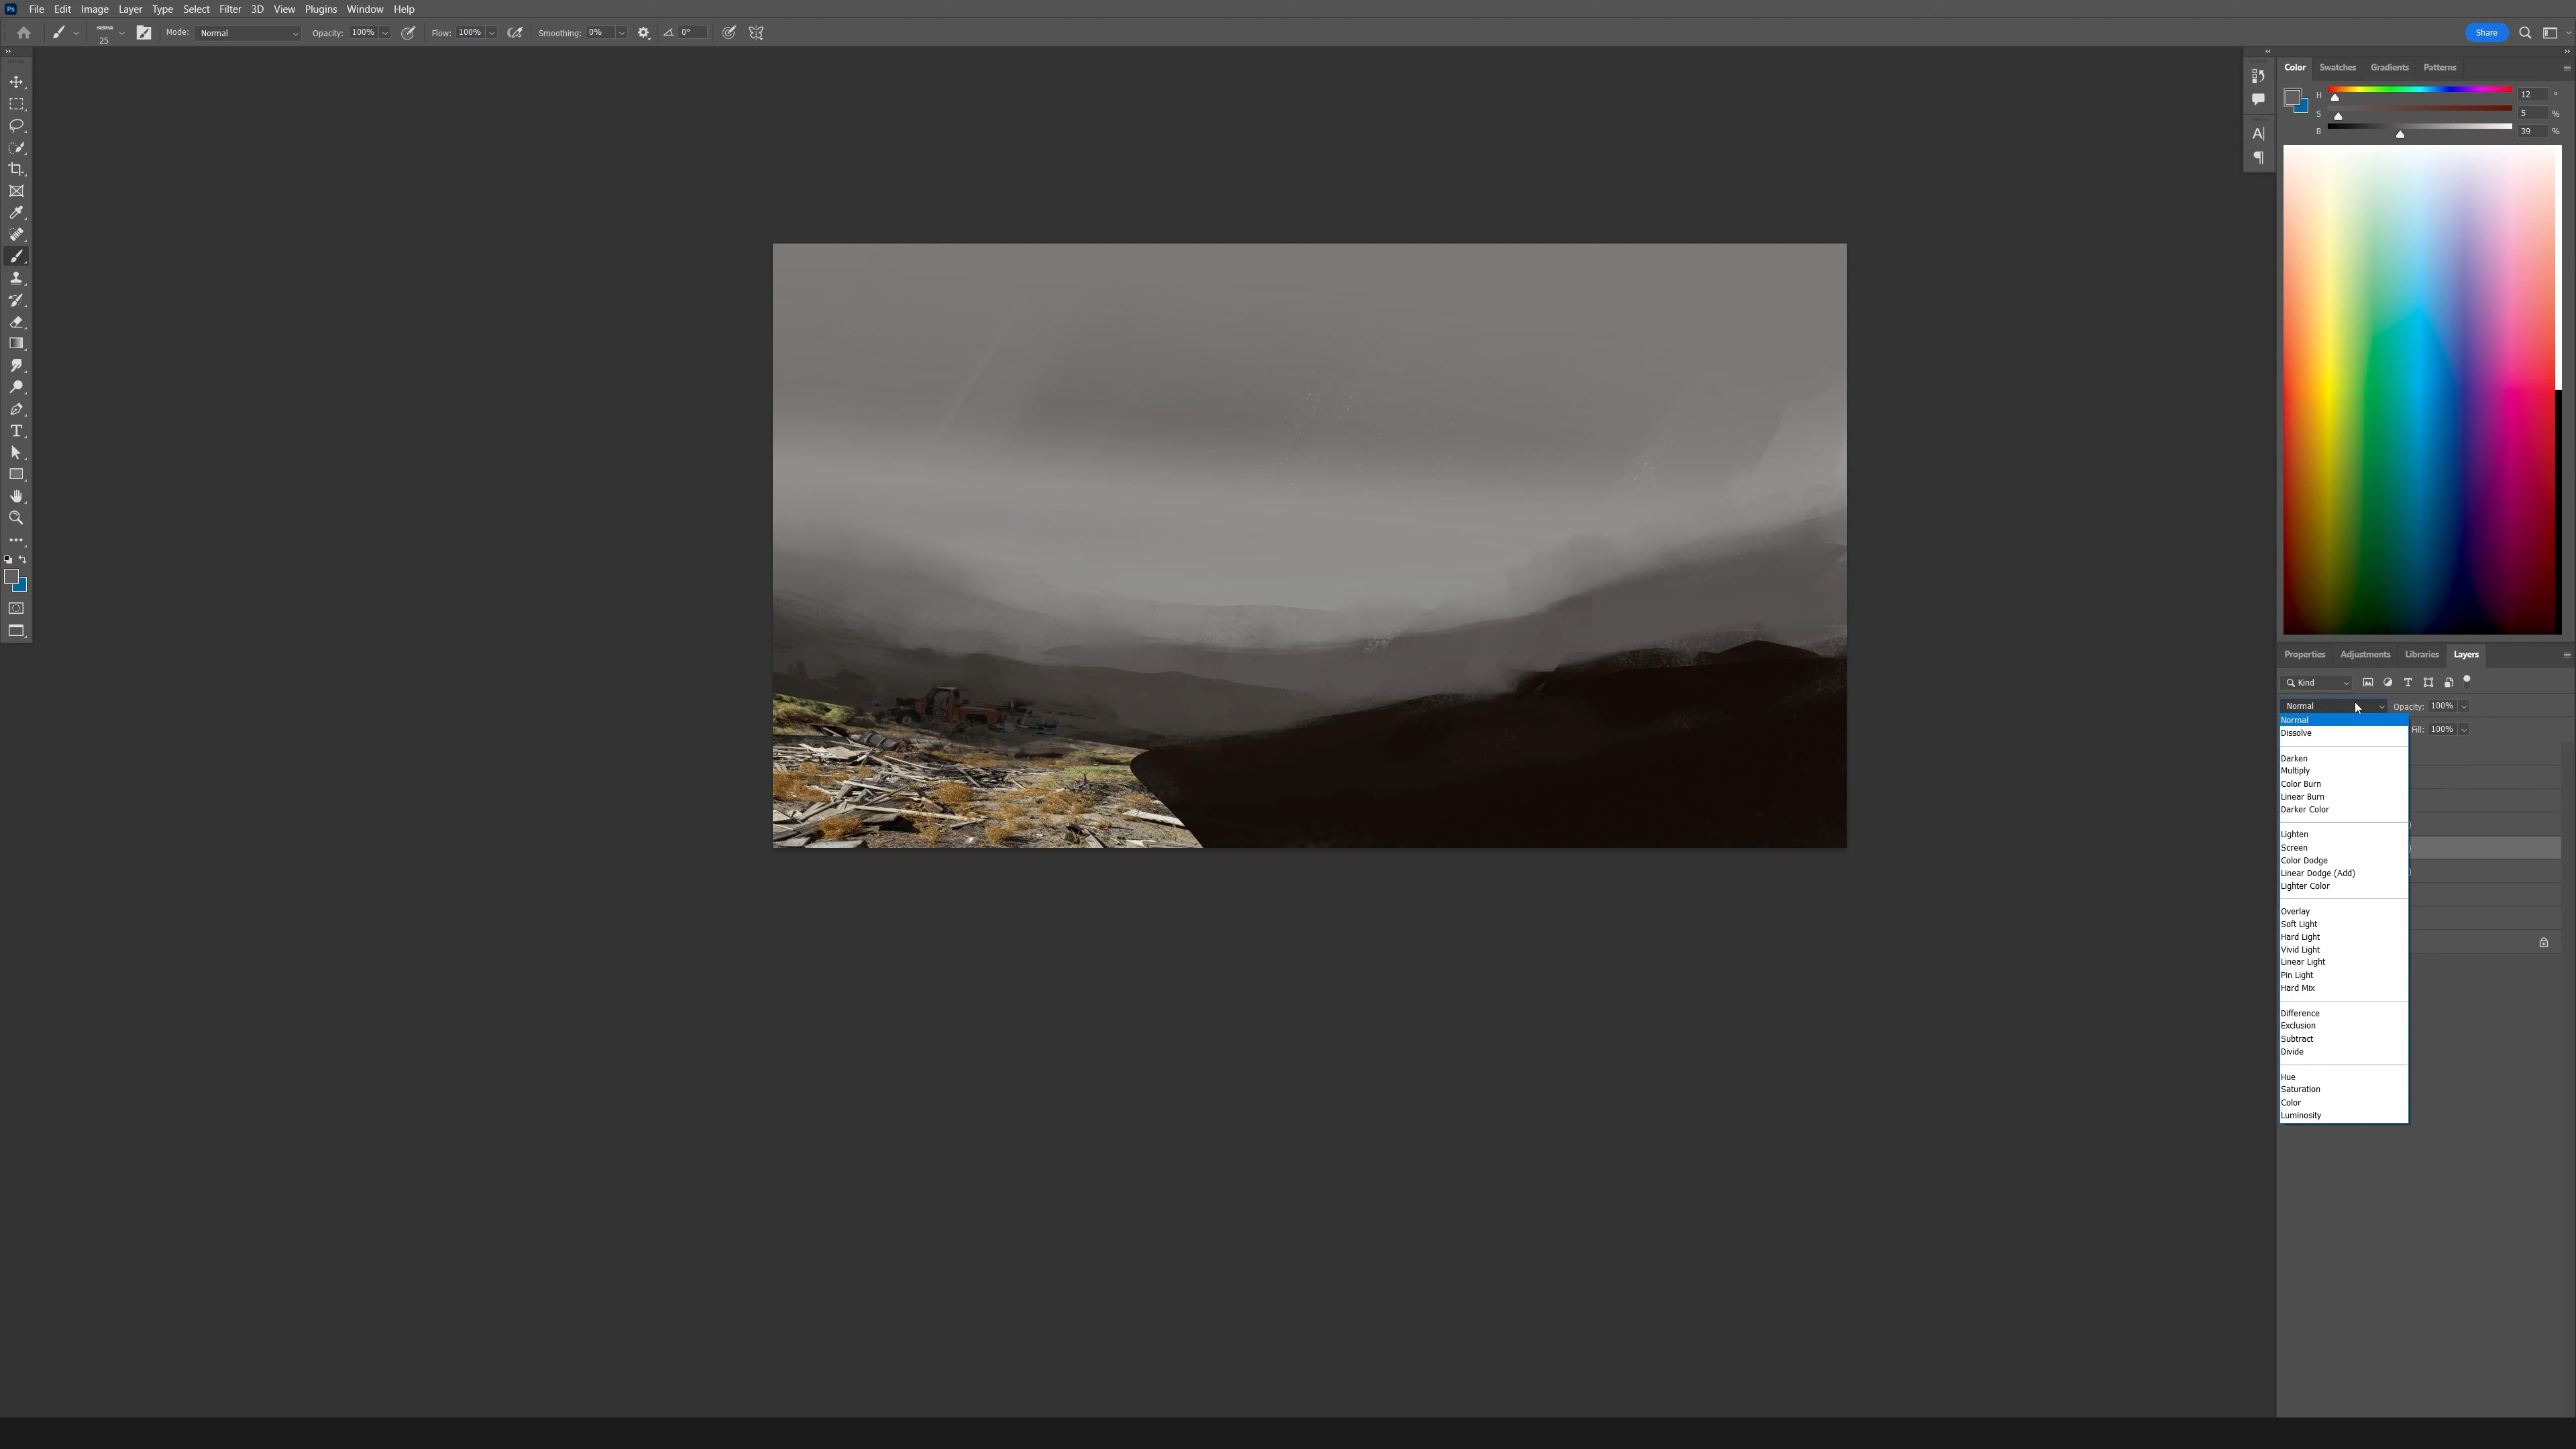 Ps File Edit Image Layer Type Select Filter 3D View Plugins Window Help
25 Mode: Normal Opacity: 100% Flow: 100% Smoothing: 0% 0° Share
Color Swatches Gradients Patterns
H 12 °
S 5 %
B 39 %
Properties Adjustments Libraries Layers
Kind
Normal Opacity: 100%
Fill: 100%
Normal
Dissolve
Darken
Multiply
Color Burn
Linear Burn
Darker Color
Lighten
Screen
Color Dodge
Linear Dodge (Add)
Lighter Color
Overlay
Soft Light
Hard Light
Vivid Light
Linear Light
Pin Light
Hard Mix
Difference
Exclusion
Subtract
Divide
Hue
Saturation
Color
Luminosity